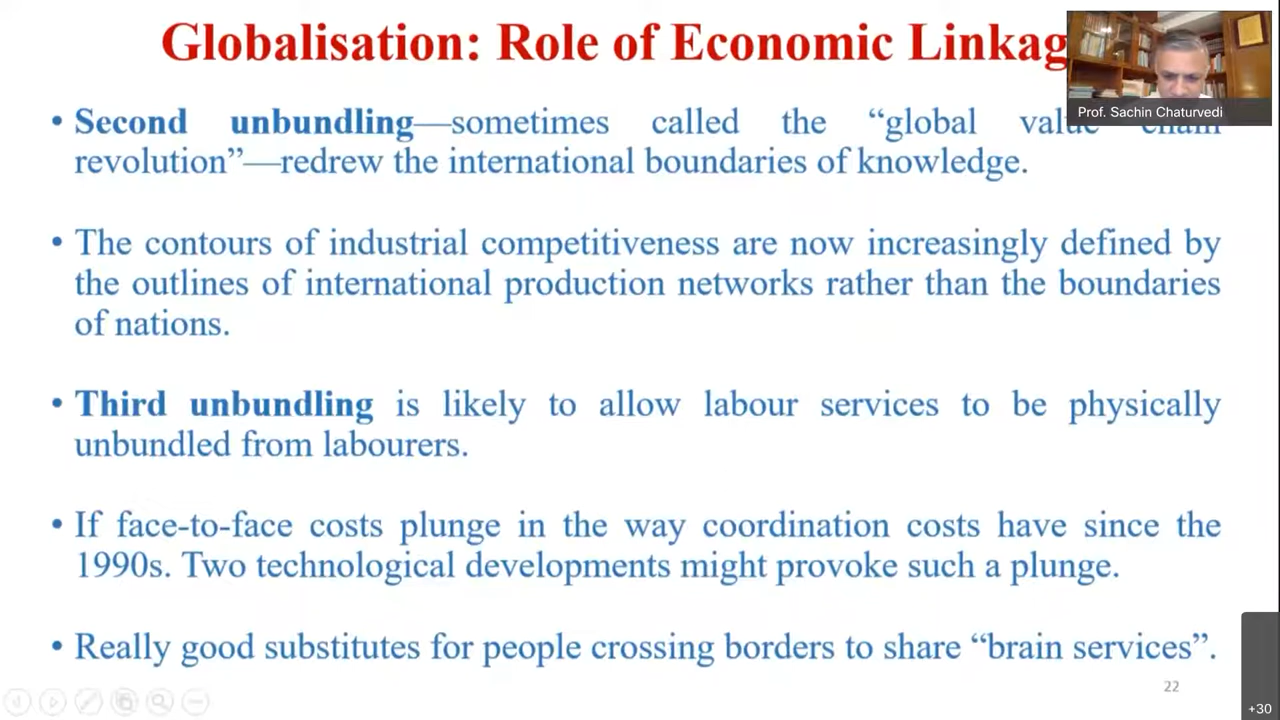 Globalisation: Role of Economic Linkag
Prof. Sachin Chaturvedi
• Second unbundling—sometimes called the “global value chain
revolution”—redrew the international boundaries of knowledge.
• The contours of industrial competitiveness are now increasingly defined by
the outlines of international production networks rather than the boundaries
of nations.
• Third unbundling is likely to allow labour services to be physically
unbundled from labourers.
• If face-to-face costs plunge in the way coordination costs have since the
1990s. Two technological developments might provoke such a plunge.
• Really good substitutes for people crossing borders to share “brain services”.
22
+30